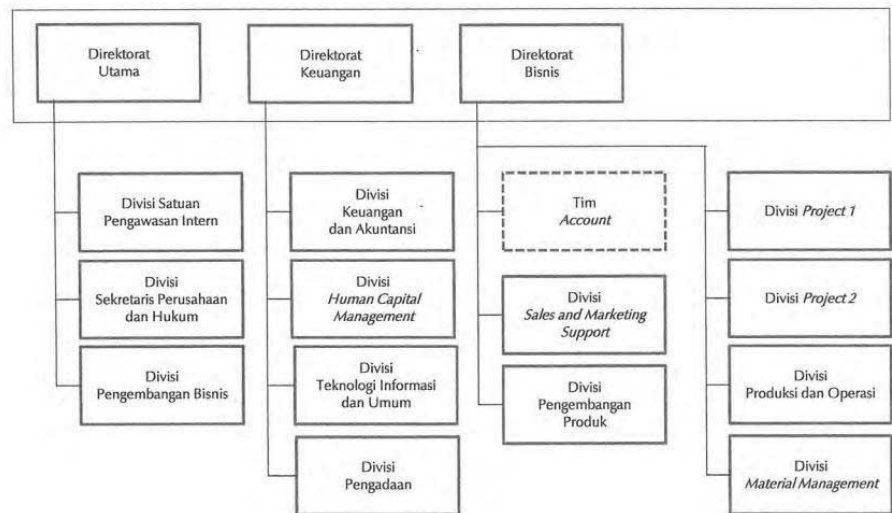 Direktorat
Utama
Direktorat
Keuangan
Direktorat
Bisnis
Divisi Satuan
Pengawasan Intern
Divisi
Sekretaris Perusahaan
dan Hukum
Divisi
Pengembangan Bisnis
Divisi
Keuangan
dan Akuntansi
Divisi
Human Capital
Management
Divisi
Teknologi Informasi
dan Umum
Divisi
Pengadaan
Tim
Account
Divisi
Sales and Marketing
Support
Divisi
Pengembangan
Produk
Divisi Project 1
Divisi Project 2
Divisi
Produksi dan Operasi
Divisi
Material Management